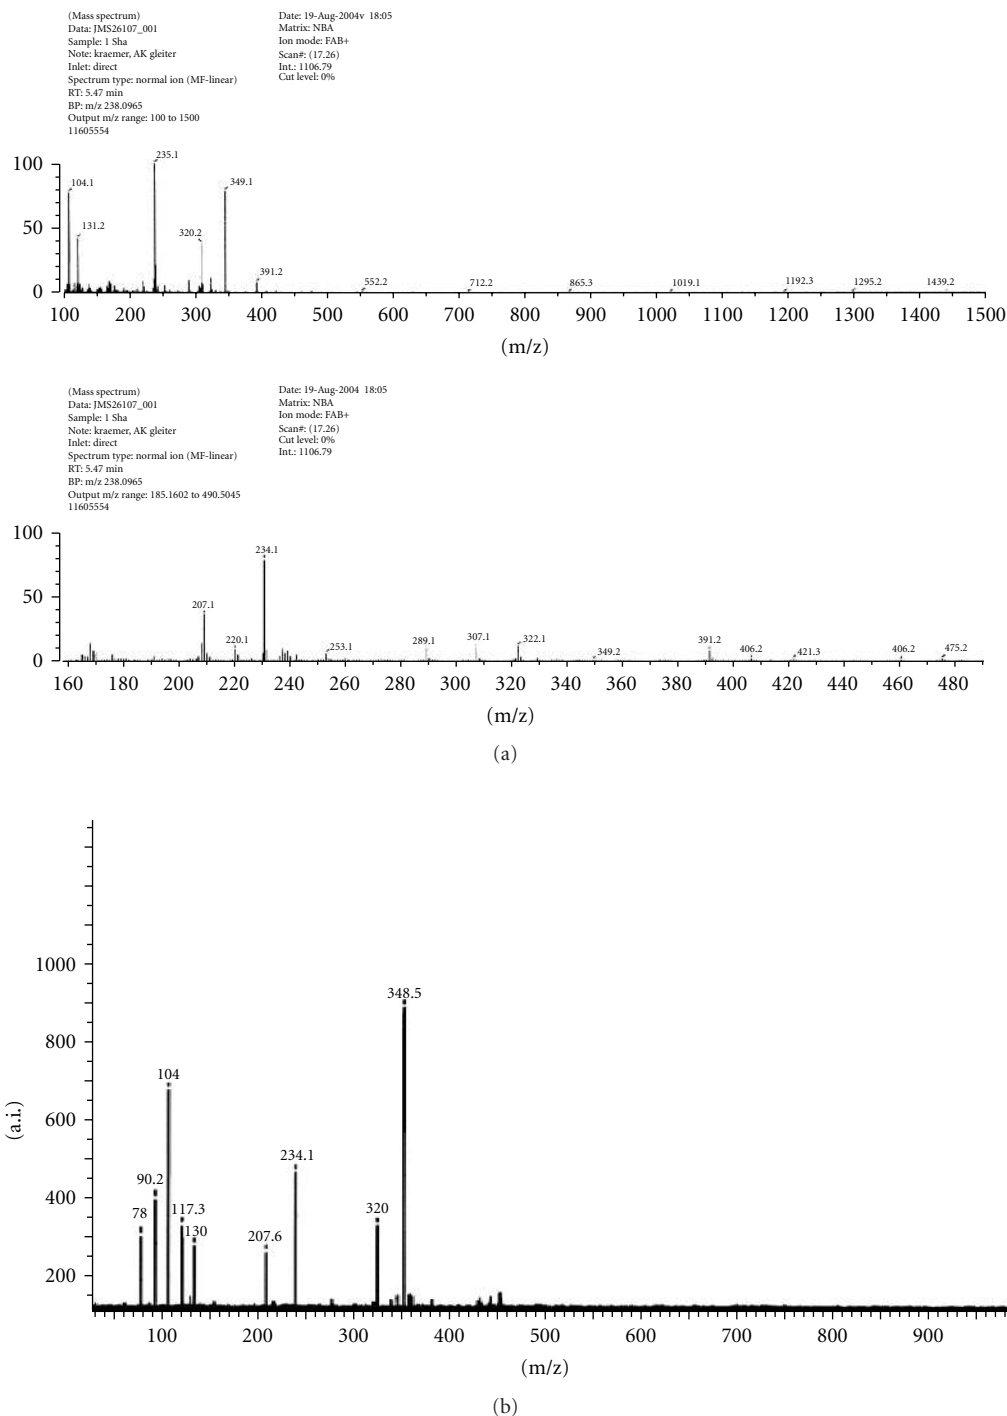 (Mass spectrum)
Data: JMS26107_001
Sample: 1 Sha
Note: kraemer, AK gleiter
Inlet: direct
Spectrum type: normal ion (MF-linear)
RT: 5.47 min
BP: m/z 238.0965
Output m/z range: 100 to 1500
11605554
Date: 19-Aug-2004v 18:05
Matrix: NBA
Ion mode: FAB+
Scan#: (17.26)
Int.: 1106.79
Cut level: 0%
100
50
0
104.1
131.2
235.1
320.2
349.1
391.2
552.2
712.2
865.3
1019.1
1192.3
1295.2
1439.2
100 200 300 400 500 600 700 800 900 1000 1100 1200 1300 1400 1500
(m/z)
(Mass spectrum)
Data: JMS26107_001
Sample: 1 Sha
Note: kraemer, AK gleiter
Inlet: direct
Spectrum type: normal ion (MF-linear)
RT: 5.47 min
BP: m/z 238.0965
Output m/z range: 185.1602 to 490.5045
11605554
Date: 19-Aug-2004 18:05
Matrix: NBA
Ion mode: FAB+
Scan#: (17.26)
Cut level: 0%
Int.: 1106.79
100
50
0
207.1
220.1
234.1
253.1
289.1
307.1
322.1
349.2
391.2
406.2
421.3
406.2
475.2
160 180 200 220 240 260 280 300 320 340 360 380 400 420 440 460 480
(m/z)
(a)
1000
800
600
400
200
(a.i.)
78
90.2
104
117.3
130
207.6
234.1
320
348.5
100 200 300 400 500 600 700 800 900
(m/z)
(b)